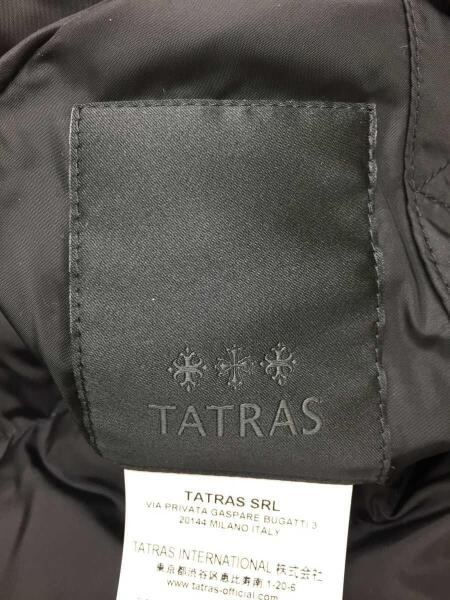 TATRAS
TATRAS SRL
VIA PRIVATA GASPARE BUGATTI 3
20144 MILANO ITALY
TATRAS INTERNATIONAL 株式会社
東京都渋谷区恵比寿南 1-20-6
www.tatras-official.com